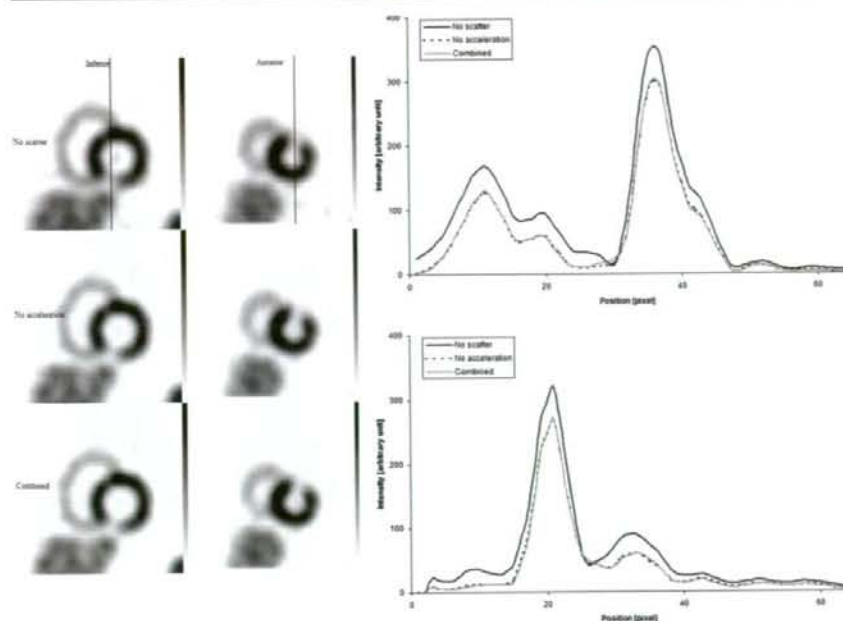 Inferior
Anterior
No scatter
No acceleration
Combined
400
300
200
100
0
Intensity [arbitrary unit]
No scatter
No acceleration
Combined
0
20
40
60
Position [pixel]
400
300
200
100
0
Intensity [arbitrary unit]
No scatter
No acceleration
Combined
0
20
40
60
Position [pixel]